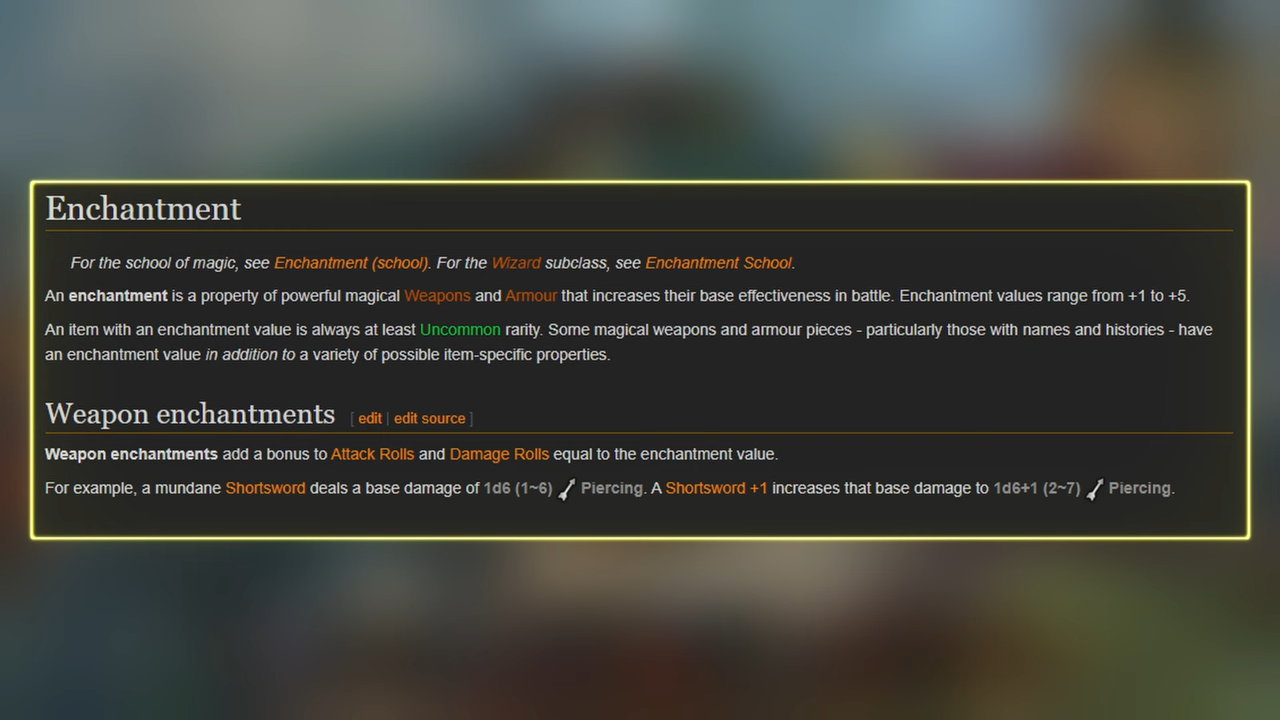 Enchantment
For the school of magic, see Enchantment (school). For the Wizard subclass, see Enchantment School.
An enchantment is a property of powerful magical Weapons and Armour that increases their base effectiveness in battle. Enchantment values range from +1 to +5.
An item with an enchantment value is always at least Uncommon rarity. Some magical weapons and armour pieces - particularly those with names and histories - have
an enchantment value in addition to a variety of possible item-specific properties.
Weapon enchantments [ edit | edit source ]
Weapon enchantments add a bonus to Attack Rolls and Damage Rolls equal to the enchantment value.
For example, a mundane Shortsword deals a base damage of 1d6 (1~6) Piercing. A Shortsword +1 increases that base damage to 1d6+1 (2~7) Piercing.